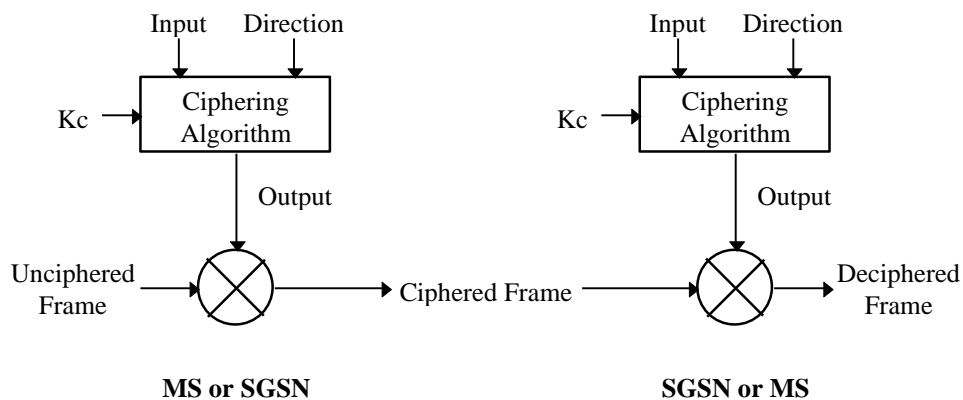 Input Direction Input Direction
Kc Ciphering Algorithm Kc Ciphering Algorithm
Output Output
Unciphered Frame Ciphered Frame Deciphered Frame
MS or SGSN SGSN or MS